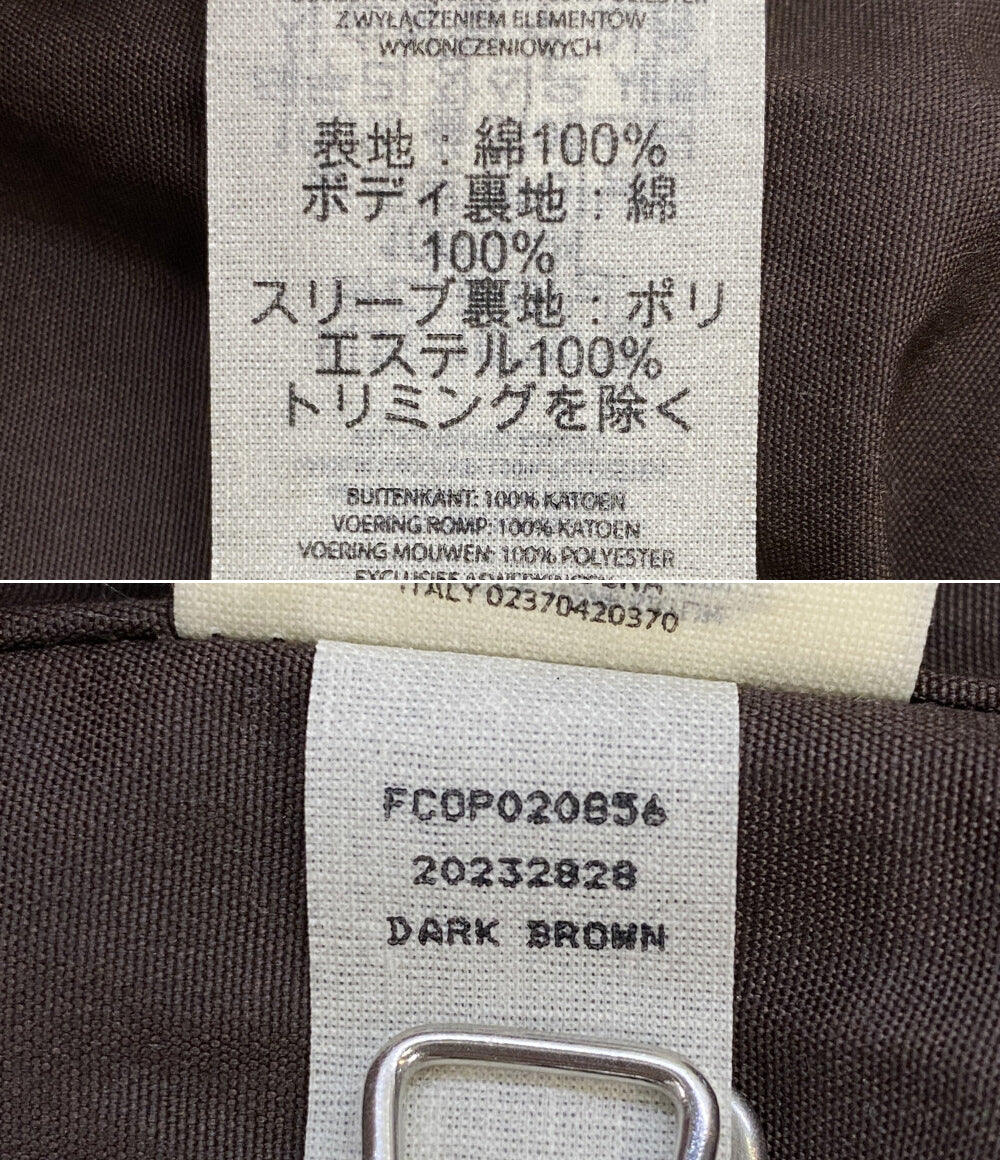 Z WYŁĄCZENIEM ELEMENTÓW
WYKOŃCZENIOWYCH
表地：綿100%
ボディ裏地：綿
100%
スリーブ裏地：ポリ
エステル100%
トリミングを除く
BUITENKANT: 100% KATOEN
VOERING ROMP: 100% KATOEN
VOERING MOUWEN: 100% POLYESTER
ITALY 02370420370
FCOP020856
20232828
DARK BROWN